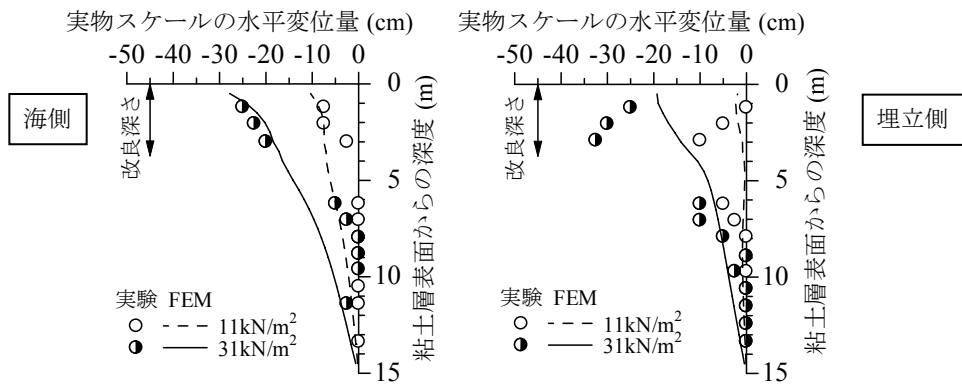 実物スケールの水平変位量 (cm)
-50 -40 -30 -20 -10 0
0
5
10
15
海側
改良深さ
粘土層表面からの深度 (m)
実験 FEM
11kN/m²
31kN/m²
実物スケールの水平変位量 (cm)
-50 -40 -30 -20 -10 0
0
5
10
15
埋立側
改良深さ
粘土層表面からの深度 (m)
実験 FEM
11kN/m²
31kN/m²